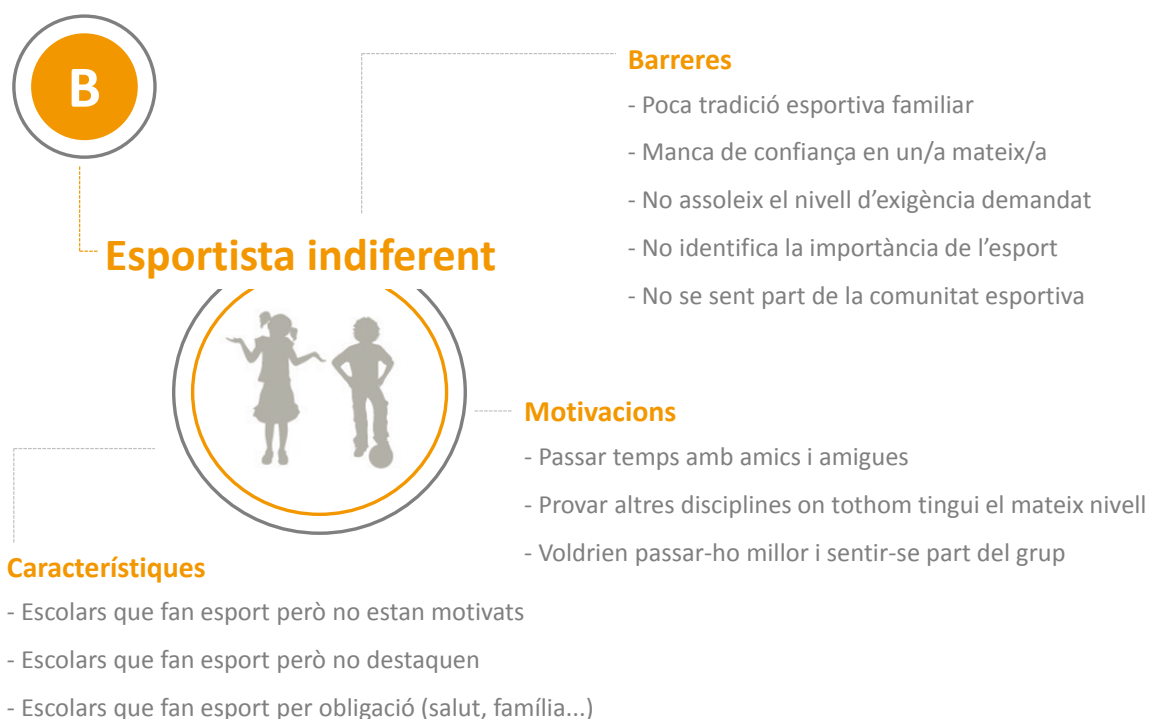 B
Esportista indiferent
Barreres
- Poca tradició esportiva familiar
- Manca de confiança en un/a mateix/a
- No assoleix el nivell d’exigència demandat
- No identifica la importància de l’esport
- No se sent part de la comunitat esportiva
Motivacions
- Passar temps amb amics i amigues
- Provar altres disciplines on tothom tingui el mateix nivell
- Voldrien passar-ho millor i sentir-se part del grup
Característiques
- Escolars que fan esport però no estan motivats
- Escolars que fan esport però no destaquen
- Escolars que fan esport per obligació (salut, família...)